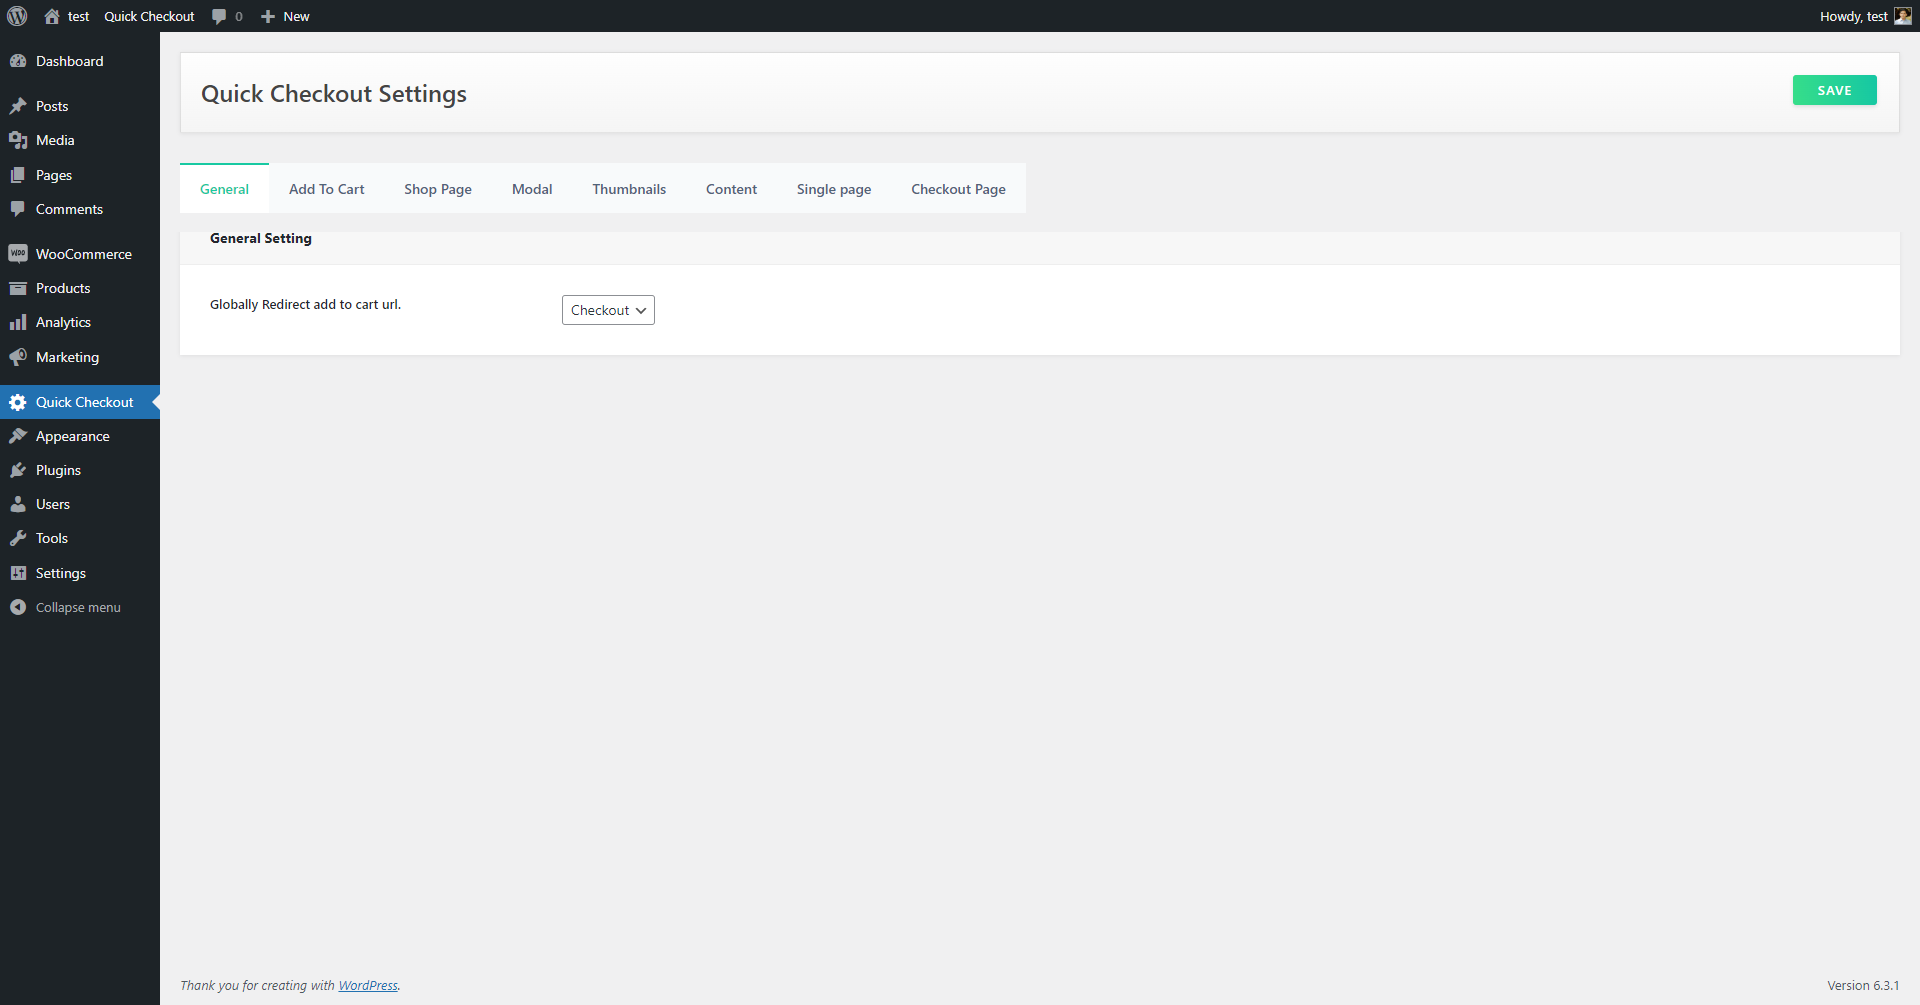 test Quick Checkout 0 New Howdy, test
Dashboard
Posts
Media
Pages
Comments
WooCommerce
Products
Analytics
Marketing
Quick Checkout
Appearance
Plugins
Users
Tools
Settings
Collapse menu
Quick Checkout Settings
SAVE
General Add To Cart Shop Page Modal Thumbnails Content Single page Checkout Page
General Setting
Globally Redirect add to cart url. Checkout
Thank you for creating with WordPress. Version 6.3.1